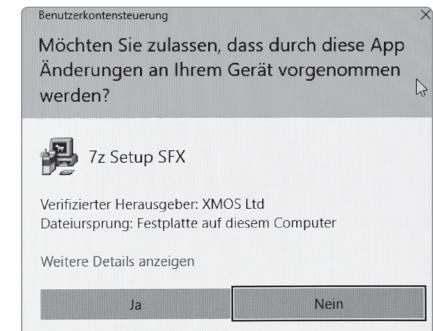 Benutzerkontensteuerung
Möchten Sie zulassen, dass durch diese App
Änderungen an Ihrem Gerät vorgenommen
werden?
7z Setup SFX
Verifizierter Herausgeber: XMOS Ltd
Dateiursprung: Festplatte auf diesem Computer
Weitere Details anzeigen
Ja
Nein